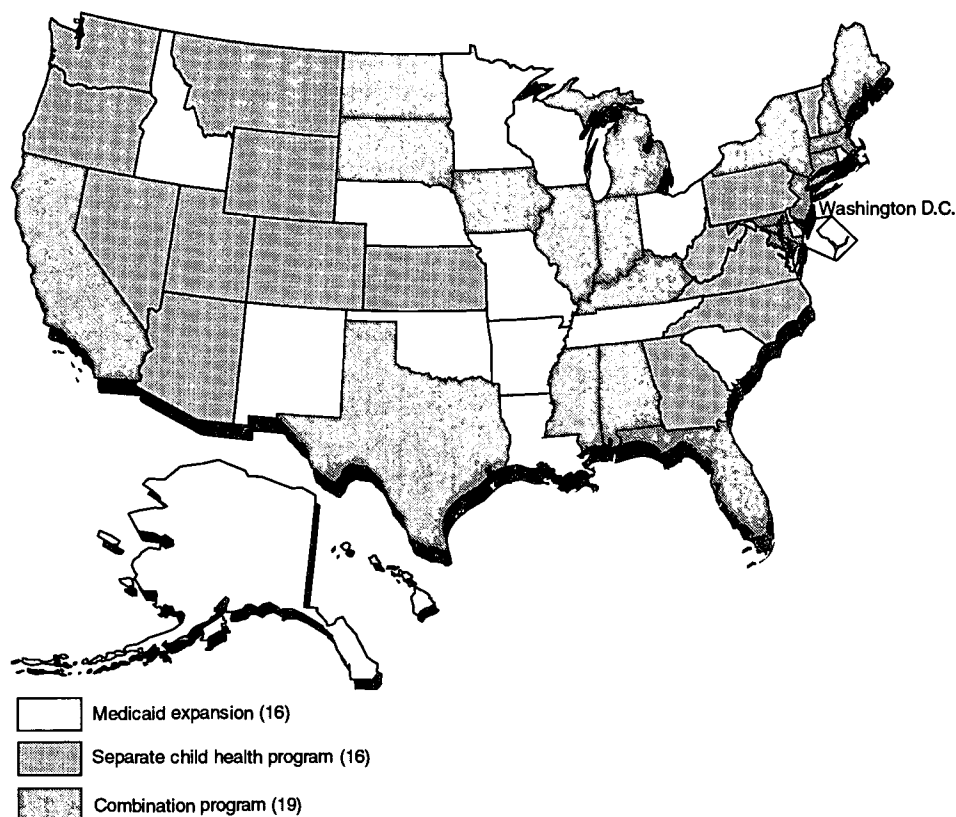 Washington D.C.
Medicaid expansion (16)
Separate child health program (16)
Combination program (19)